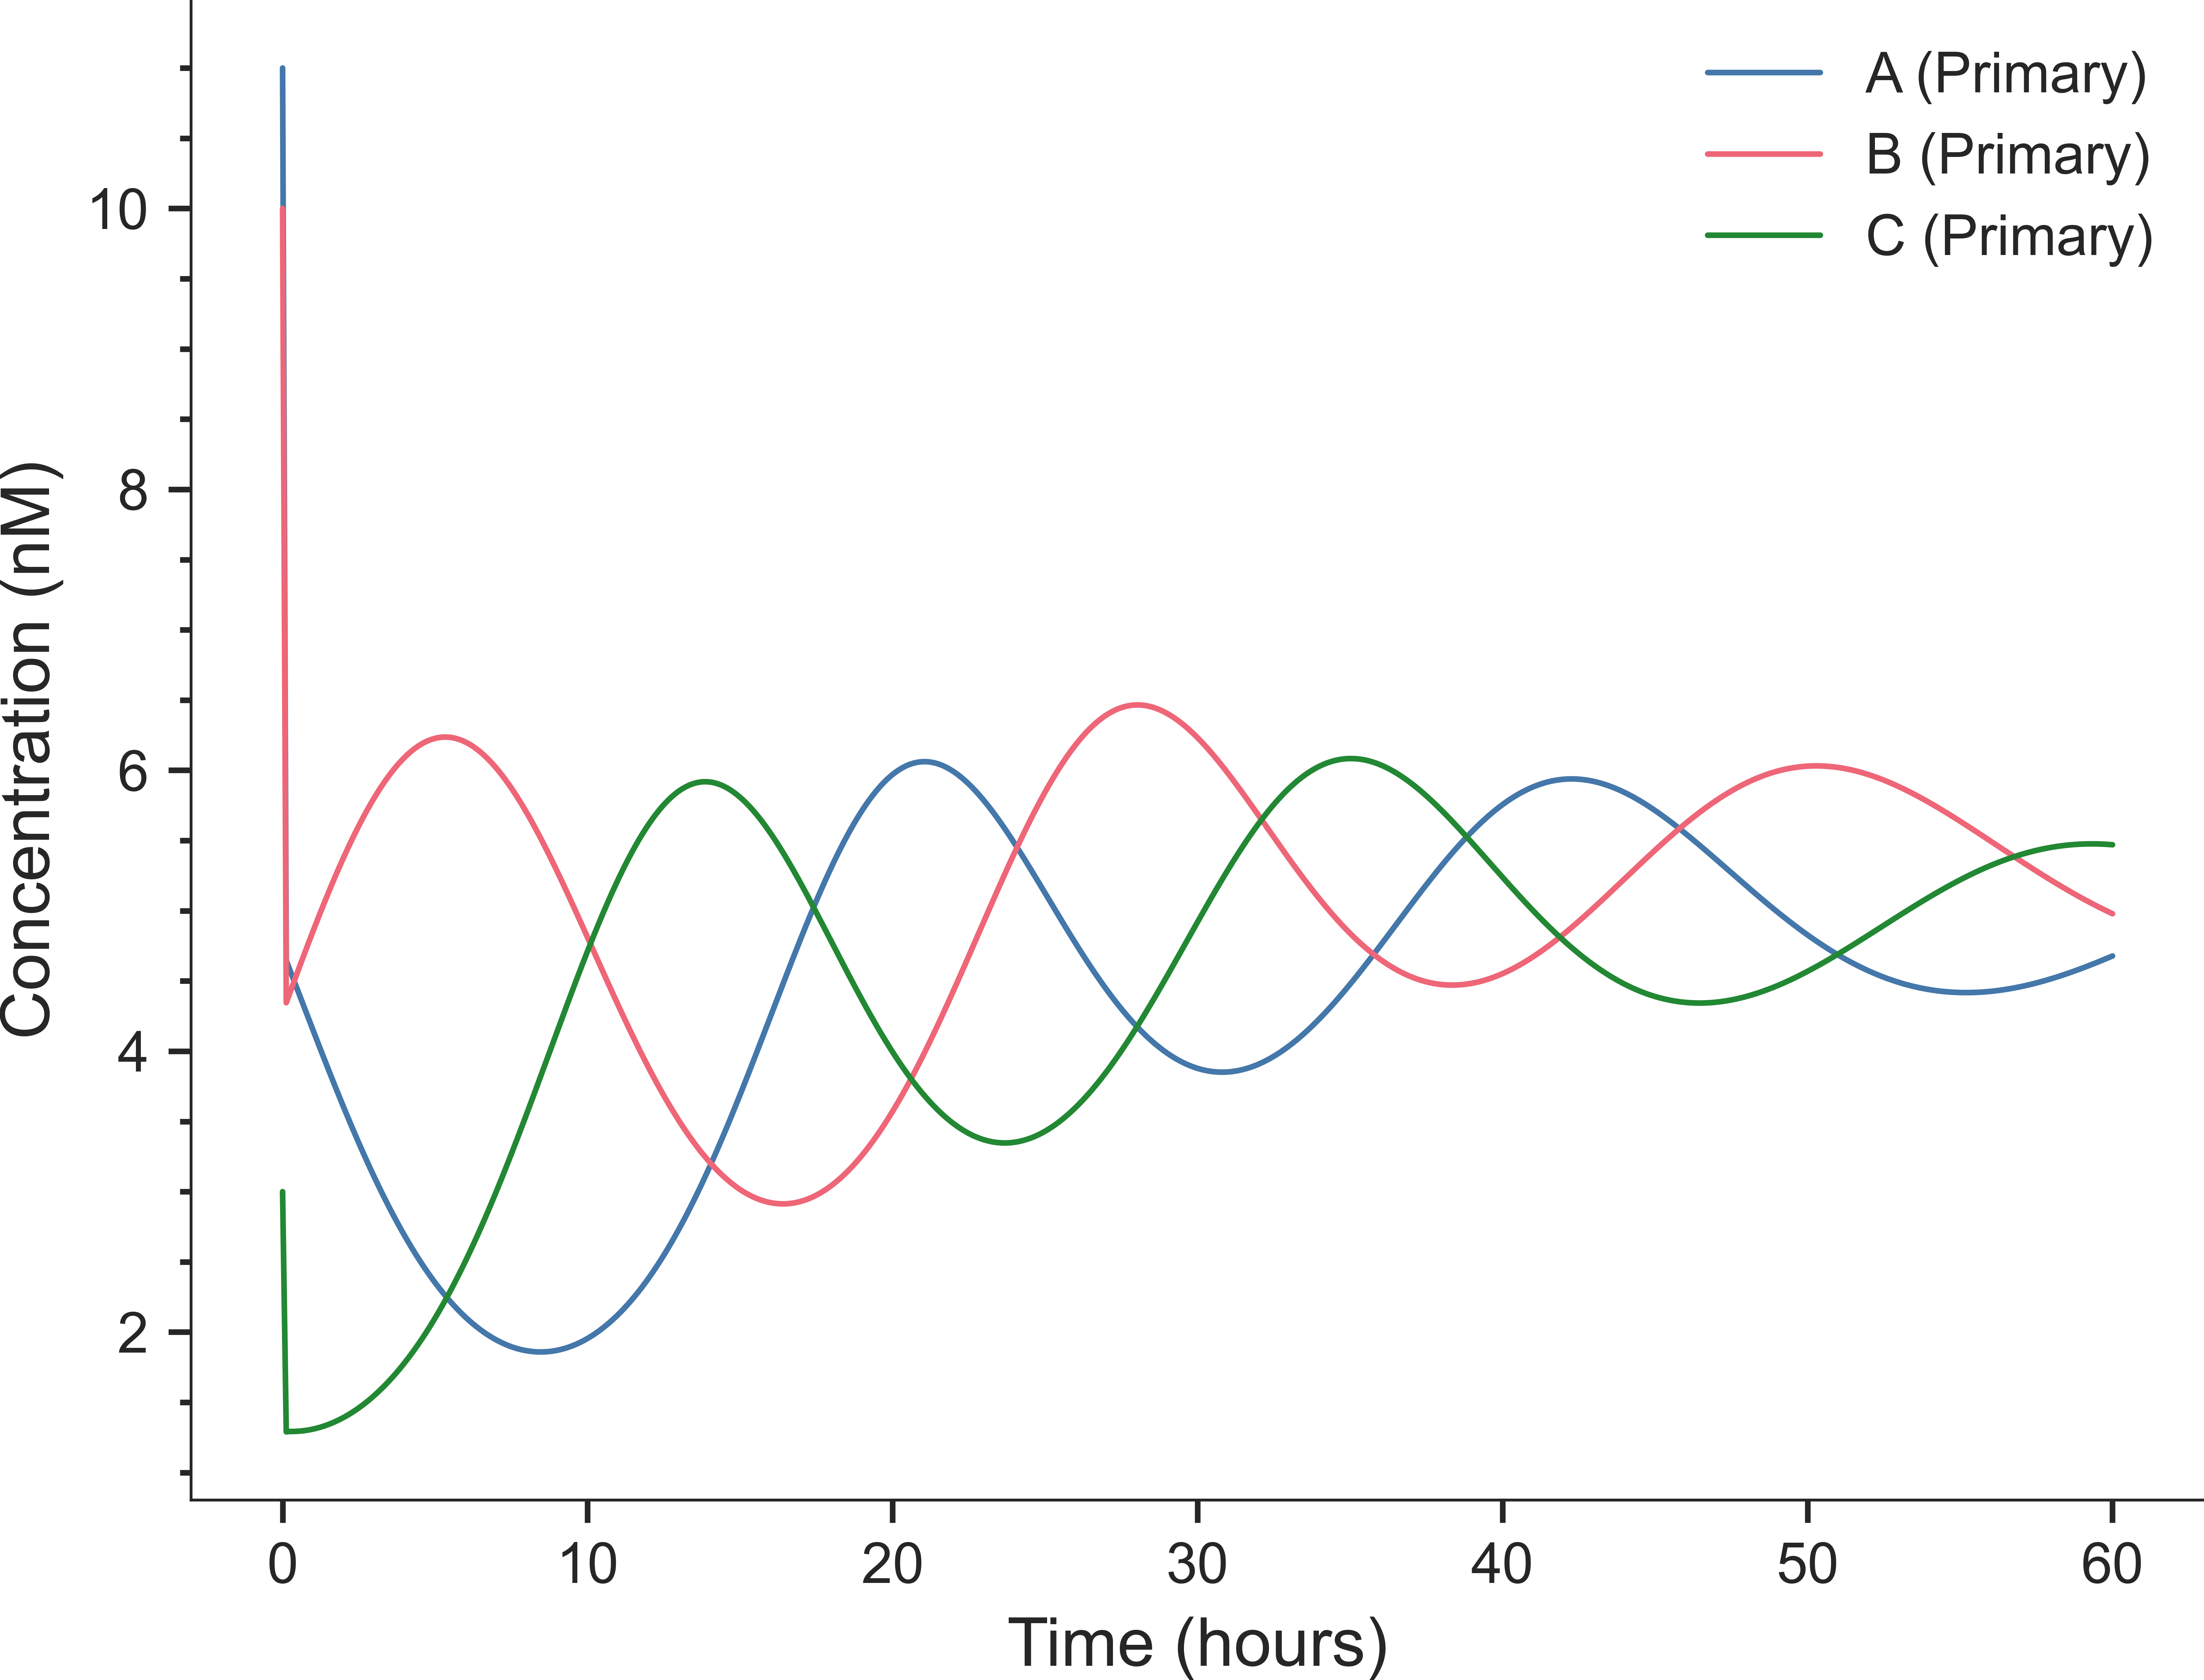 A (Primary)
B (Primary)
C (Primary)
Concentration (nM)
10
8
6
4
2
0 10 20 30 40 50 60
Time (hours)